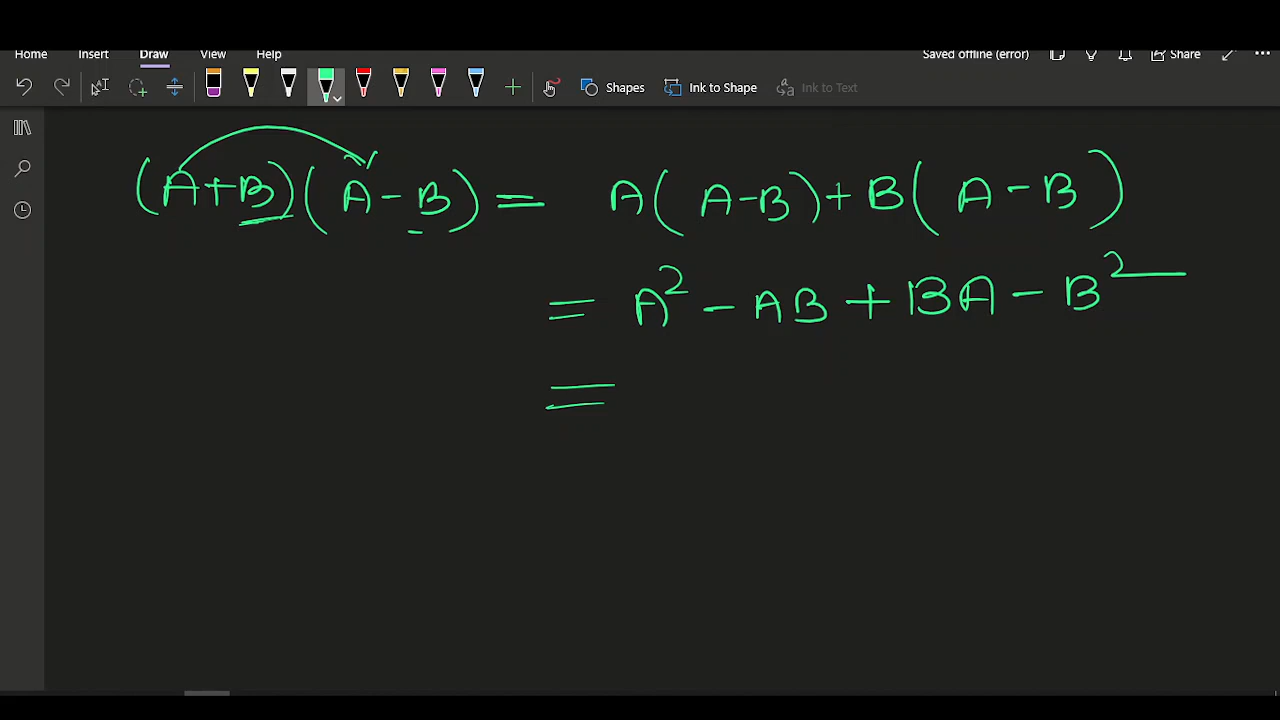 Home Insert Draw View Help Saved offline (error) Share
Shapes Ink to Shape Ink to Text
(A+B)(A-B) = A(A-B)+B(A-B)
= A² - AB + BA - B²
=